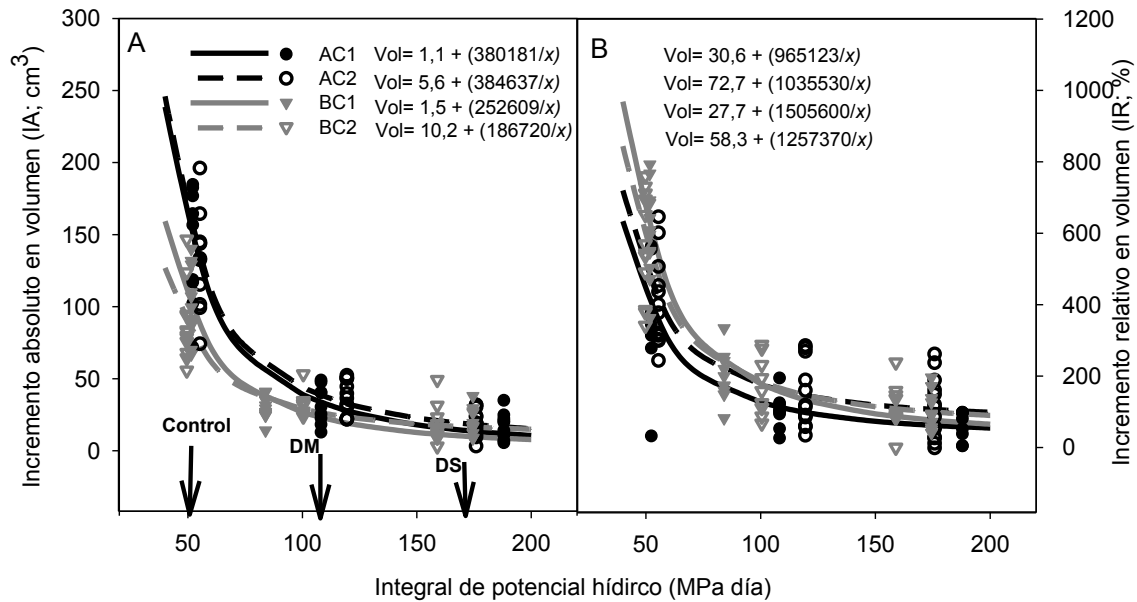 Incremento absoluto en volumen (IA; cm³)
300
250
200
150
100
50
0
A
AC1 Vol= 1,1 + (380181/x)
AC2 Vol= 5,6 + (384637/x)
BC1 Vol= 1,5 + (252609/x)
BC2 Vol= 10,2 + (186720/x)
Control
DM
DS
50 100 150 200
B
Vol= 30,6 + (965123/x)
Vol= 72,7 + (1035530/x)
Vol= 27,7 + (1505600/x)
Vol= 58,3 + (1257370/x)
50 100 150 200
1200
1000
800
600
400
200
0
Incremento relativo en volumen (IR; %)
Integral de potencial hídirco (MPa día)